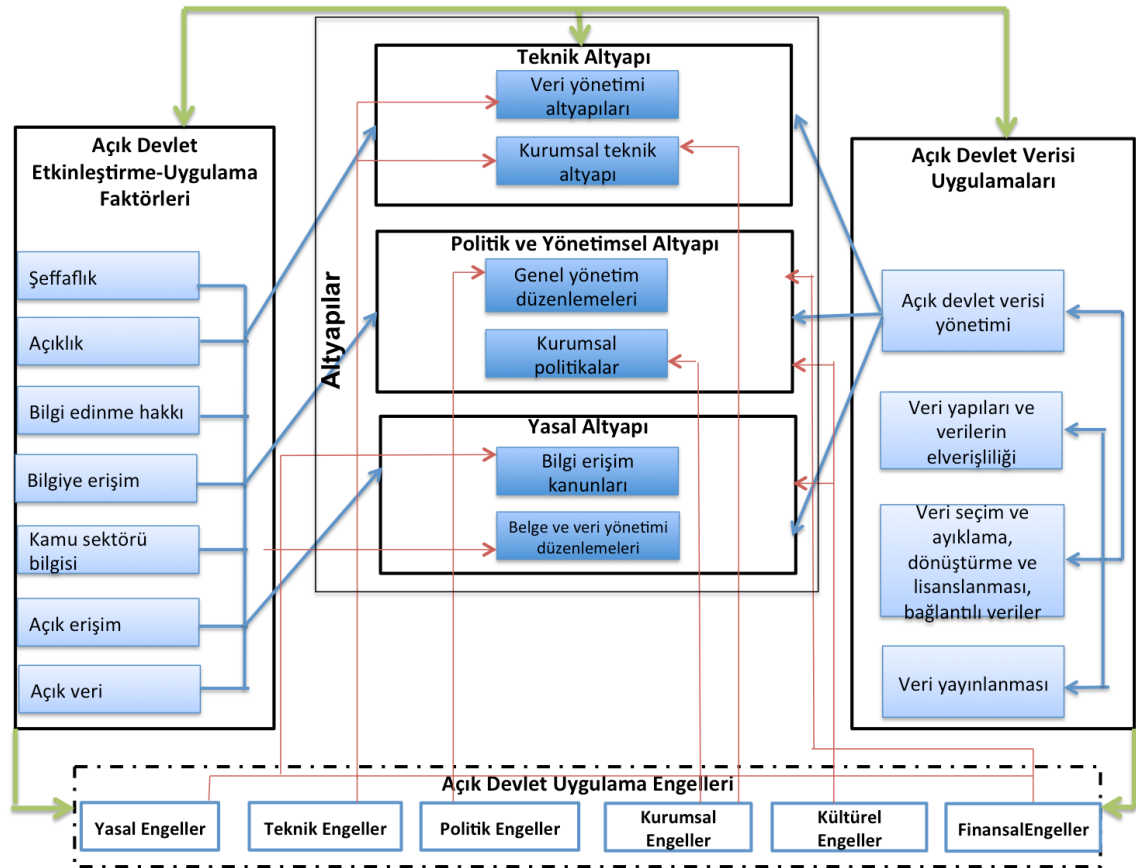 Teknik Altyapı
Veri yönetimi
altyapıları
Kurumsal teknik
altyapı
Politik ve Yönetimsel Altyapı
Genel yönetim
düzenlemeleri
Kurumsal
politikalar
Yasal Altyapı
Bilgi erişim
kanunları
Belge ve veri yönetimi
düzenlemeleri
Altyapılar
Açık Devlet
Etkinleştirme-Uygulama
Faktörleri
Şeffaflık
Açıklık
Bilgi edinme hakkı
Bilgiye erişim
Kamu sektörü
bilgisi
Açık erişim
Açık veri
Açık Devlet Verisi
Uygulamaları
Açık devlet verisi
yönetimi
Veri yapıları ve
verilerin
elverişliliği
Veri seçim ve
ayıklama,
dönüştürme ve
lisanslanması,
bağlantılı veriler
Veri yayınlanması
Açık Devlet Uygulama Engelleri
Yasal Engeller
Teknik Engeller
Politik Engeller
Kurumsal
Engeller
Kültürel
Engeller
FinansalEngeller